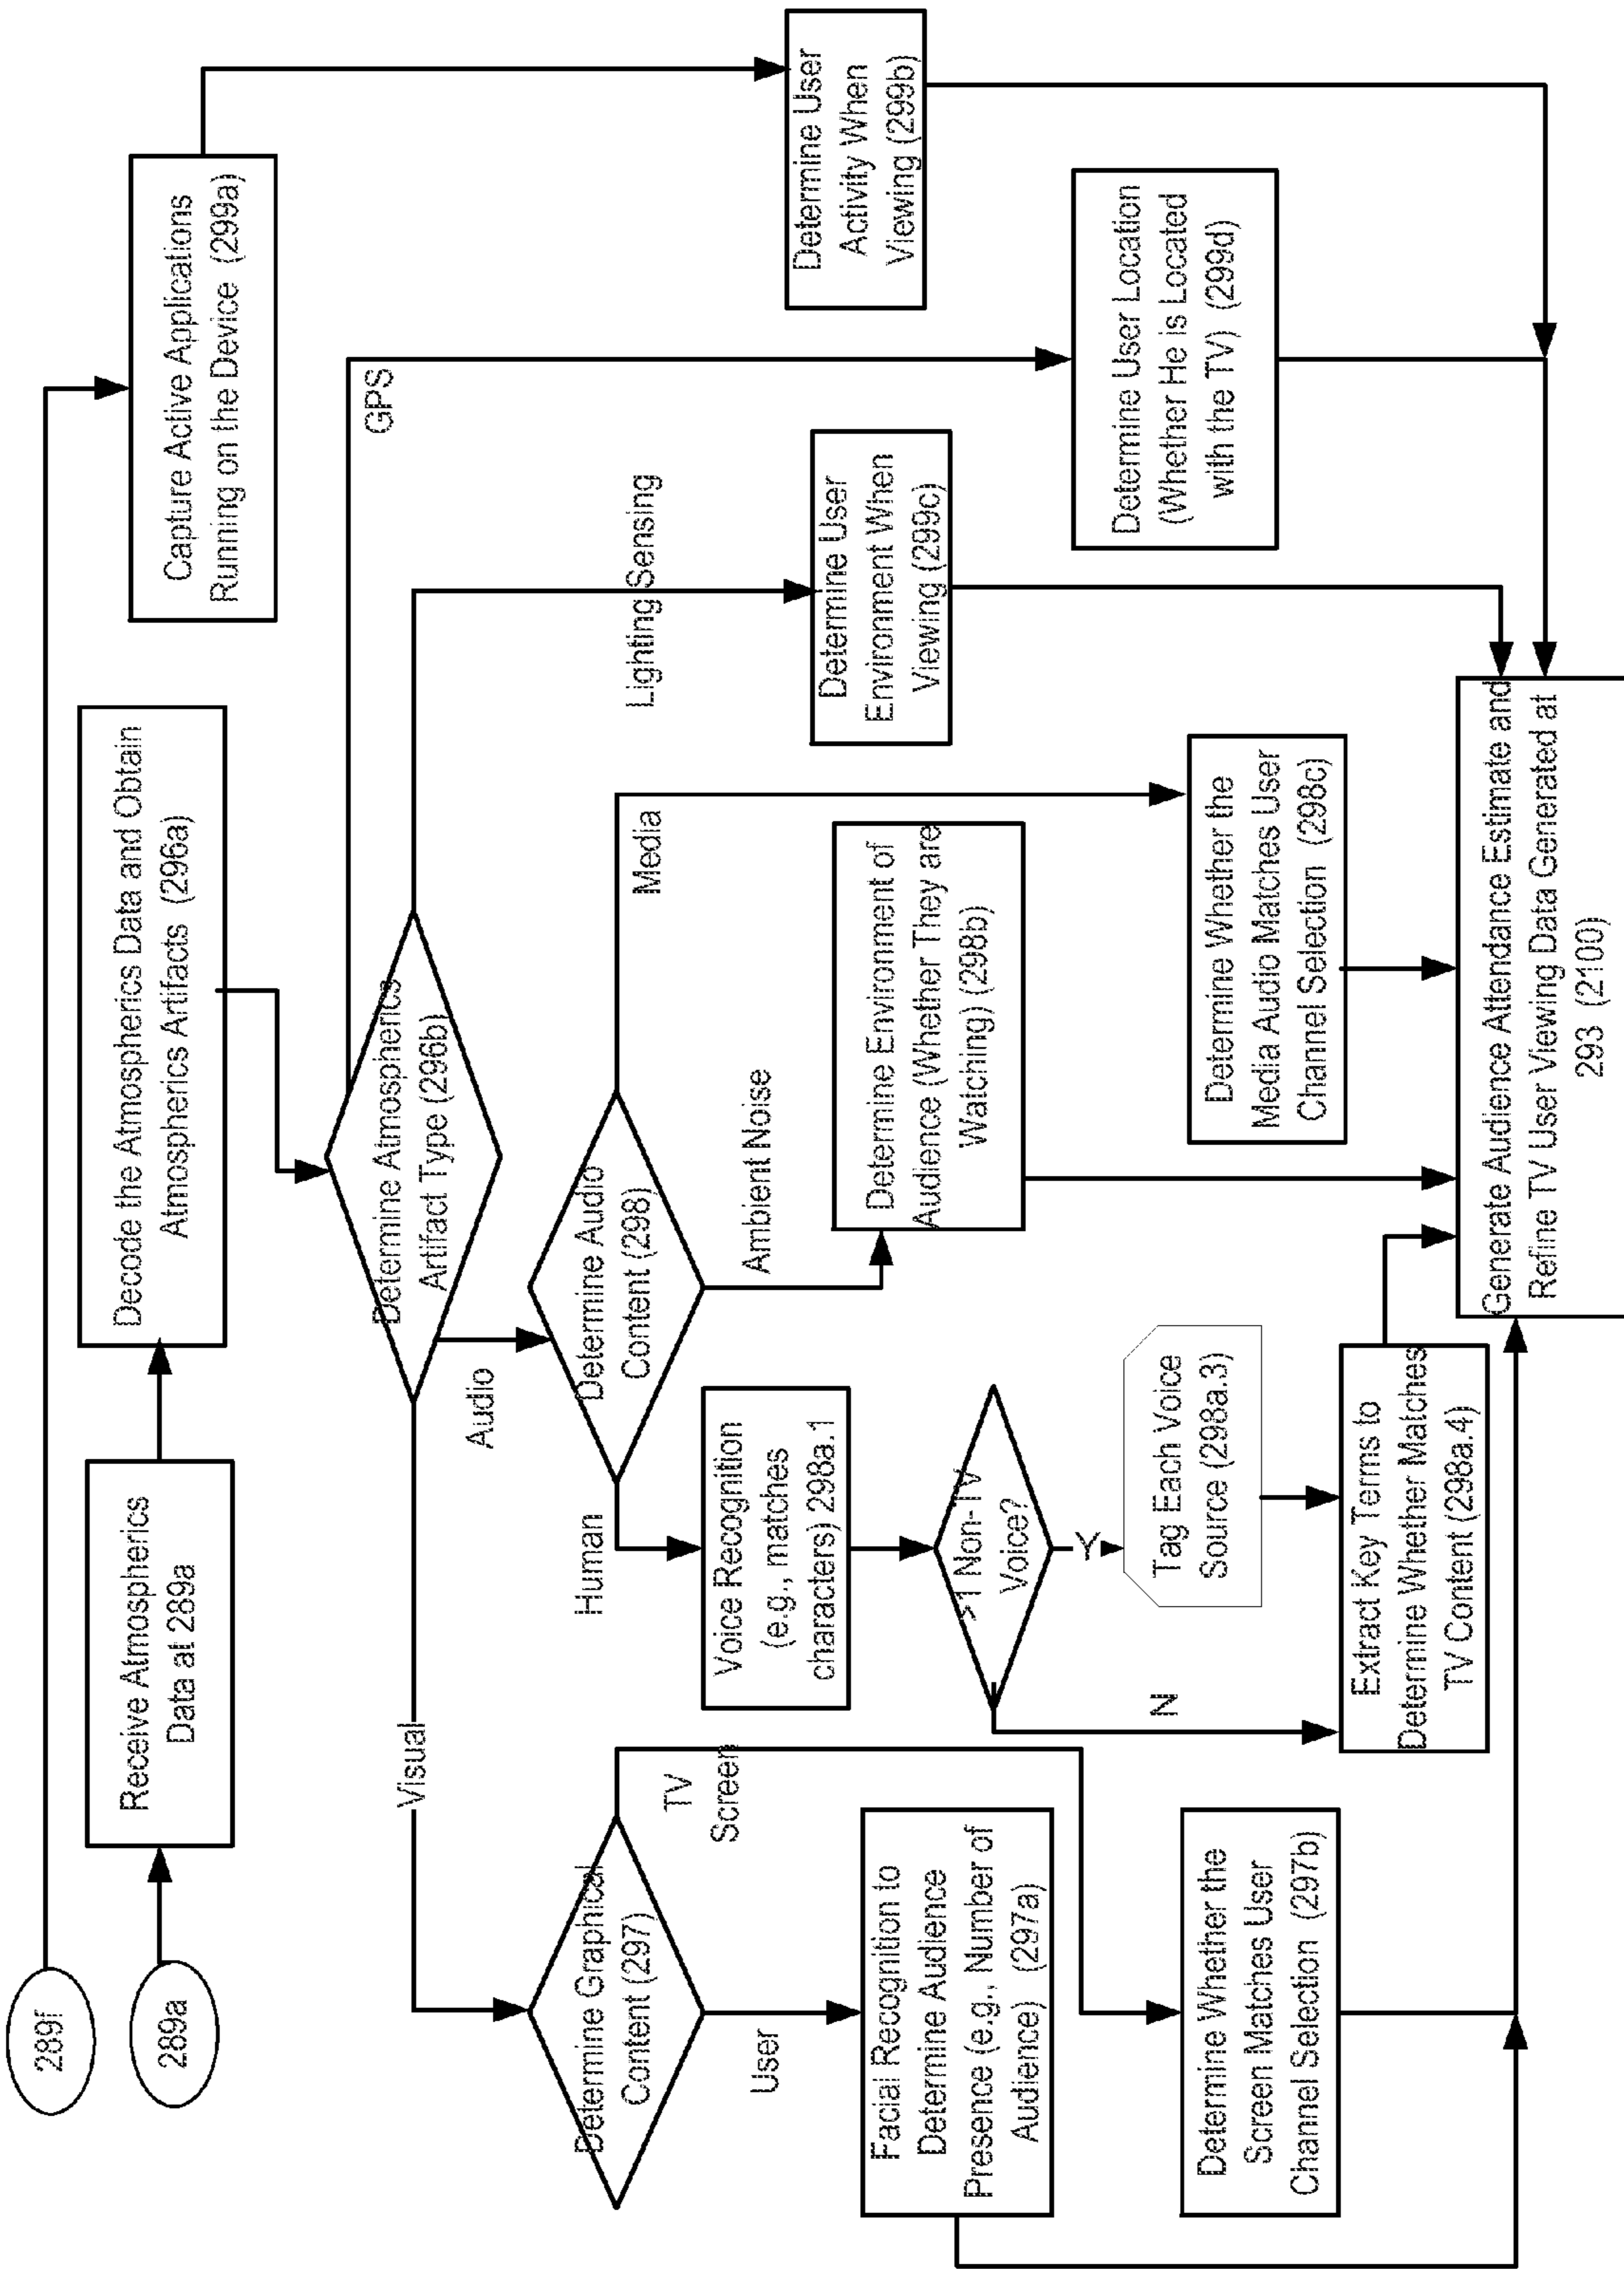 289f
289a
Receive Atmospherics
Data at 289a
Decode the Atmospherics Data and Obtain
Atmospherics Artifacts (296a)
Capture Active Applications
Running on the Device (299a)
Determine Atmospherics
Artifact Type (296b)
Visual
Audio
Lighting Sensing
GPS
Determine Graphical
Content (297)
User
TV
Screen
Facial Recognition to
Determine Audience
Presence (e.g., Number of
Audience) (297a)
Determine Whether the
Screen Matches User
Channel Selection (297b)
Determine Audio
Content (298)
Human
Ambient Noise
Media
Voice Recognition
(e.g., matches
characters) 298a.1
>1 Non-TV
Voice?
Y
N
Tag Each Voice
Source (298a.3)
Extract Key Terms to
Determine Whether Matches
TV Content (298a.4)
Determine Environment of
Audience (Whether They are
Watching) (298b)
Determine Whether the
Media Audio Matches User
Channel Selection (298c)
Determine User
Environment When
Viewing (299c)
Determine User
Activity When
Viewing (299b)
Determine User Location
(Whether He is Located
with the TV) (299d)
Generate Audience Attendance Estimate and
Refine TV User Viewing Data Generated at
293 (2100)